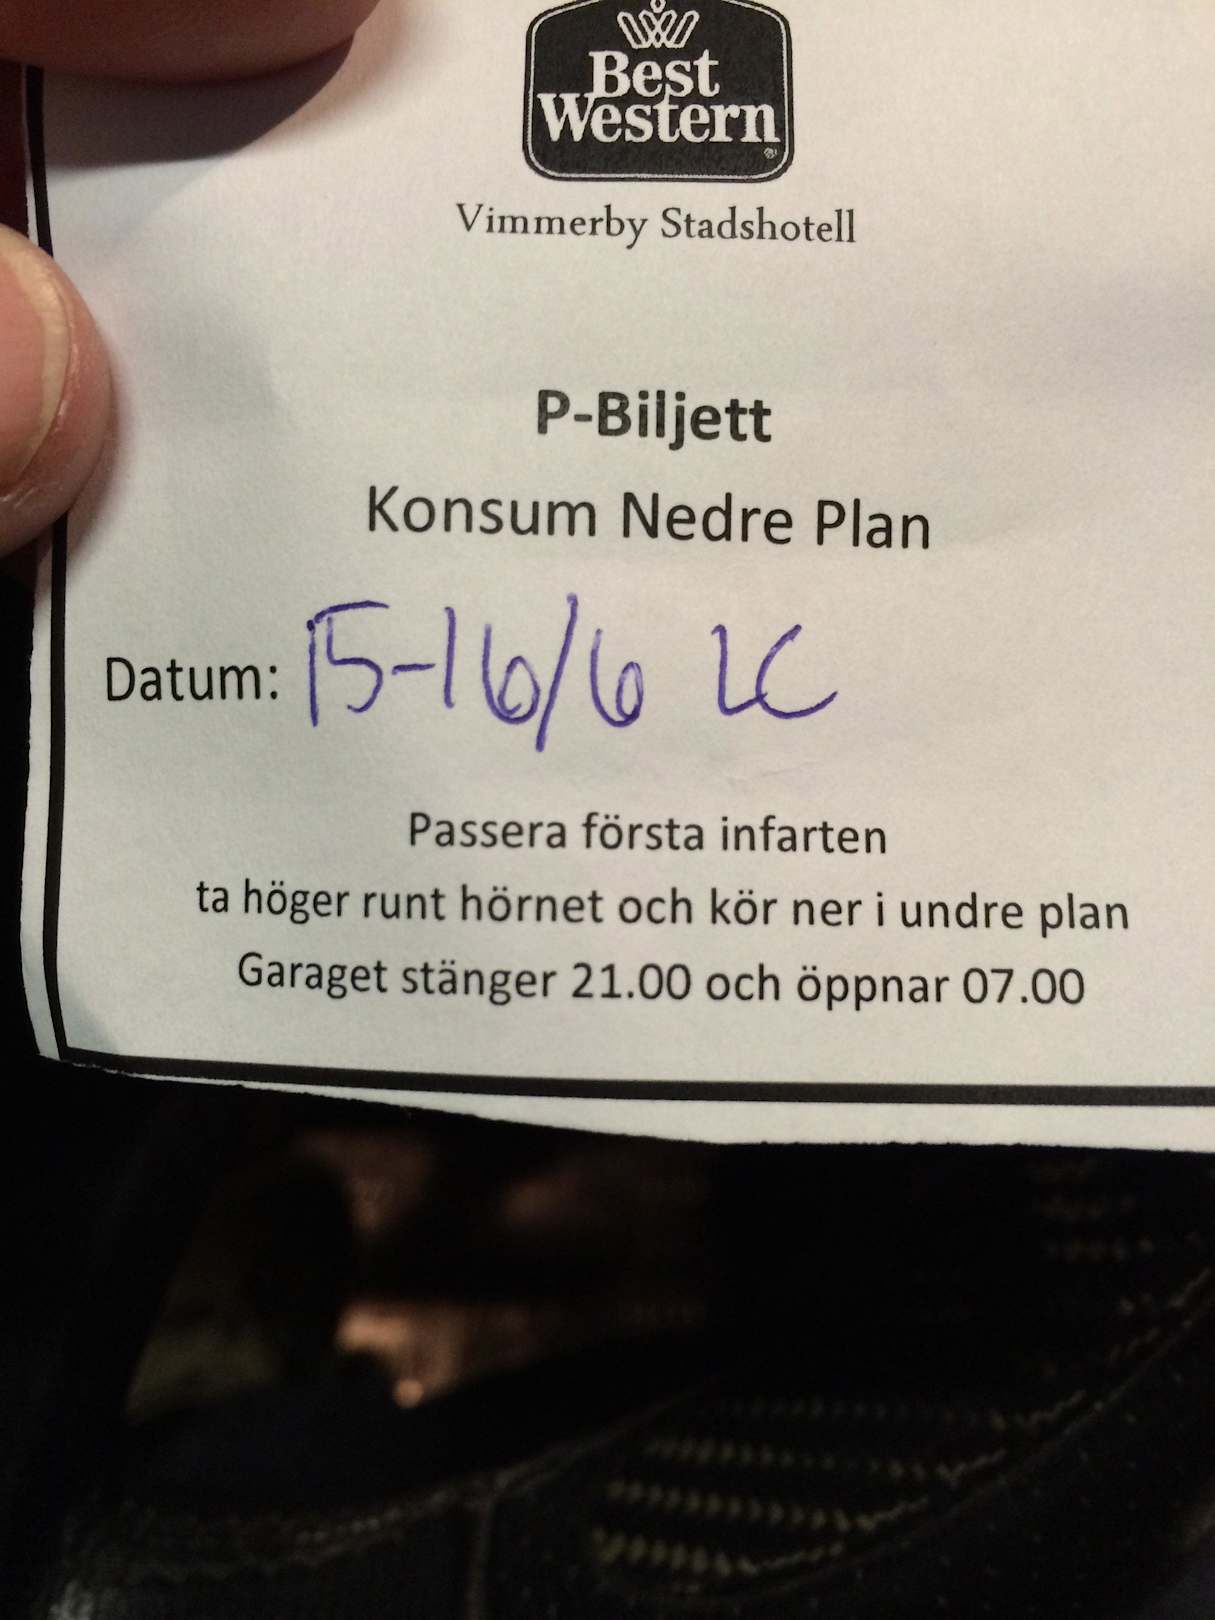 Best
Western
Vimmerby Stadshotell
P-Biljett
Konsum Nedre Plan
Datum: 15-16/6 LC
Passera första infarten
ta höger runt hörnet och kör ner i undre plan
Garaget stänger 21.00 och öppnar 07.00